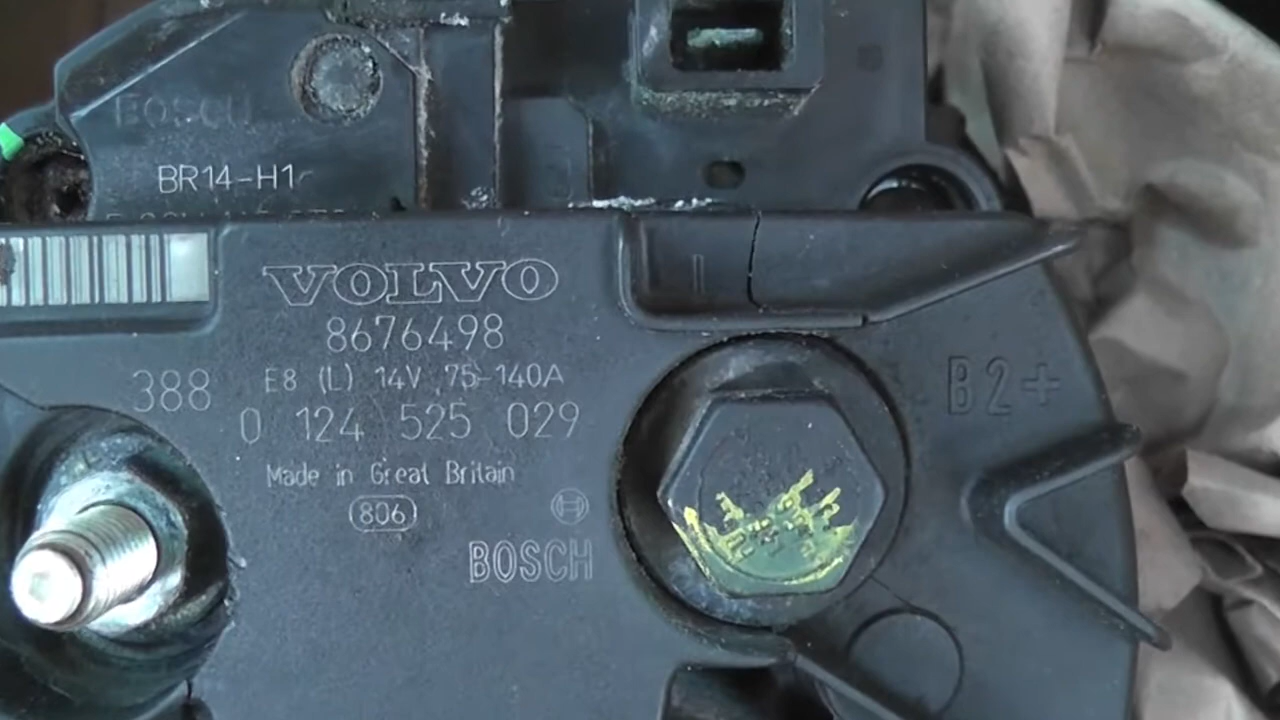 BOSCH
BR14-H1
VOLVO
8676498
388
E8 (L) 14V 75-140A
0 124 525 029
Made in Great Britain
806
BOSCH
B2+